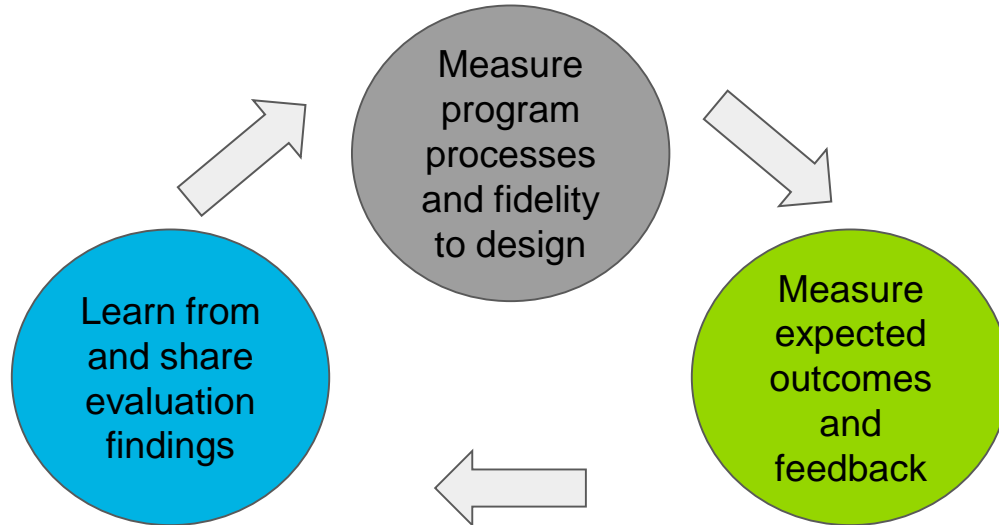 Measure
program
processes
and fidelity
to design
Learn from
and share
evaluation
findings
Measure
expected
outcomes
and
feedback